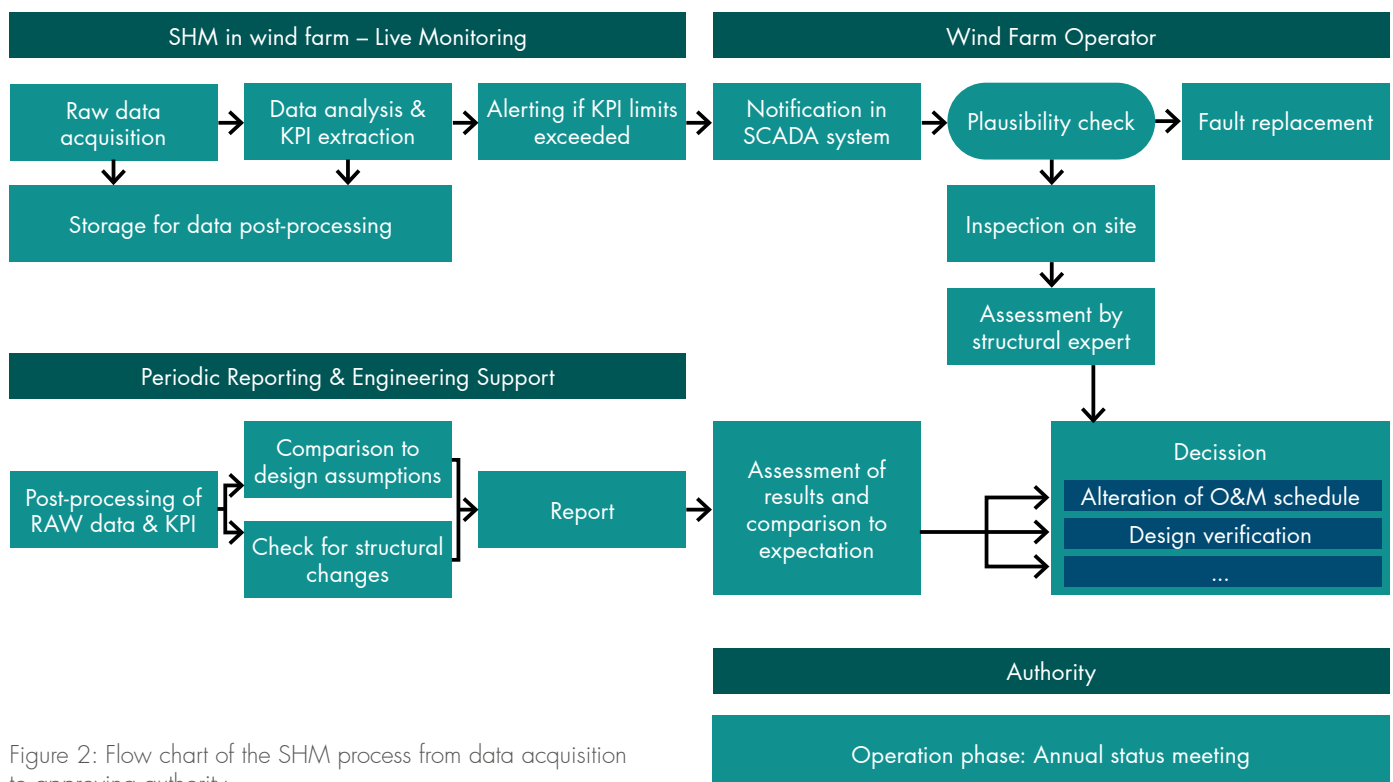 SHM in wind farm – Live Monitoring
Wind Farm Operator
Raw data
acquisition
Data analysis &
KPI extraction
Alerting if KPI limits
exceeded
Notification in
SCADA system
Plausibility check
Fault replacement
Storage for data post-processing
Inspection on site
Assessment by
structural expert
Periodic Reporting & Engineering Support
Post-processing of
RAW data & KPI
Comparison to
design assumptions
Check for structural
changes
Report
Assessment of
results and
comparison to
expectation
Decission
Alteration of O&M schedule
Design verification
...
Authority
Operation phase: Annual status meeting
Figure 2: Flow chart of the SHM process from data acquisition
to approving authority